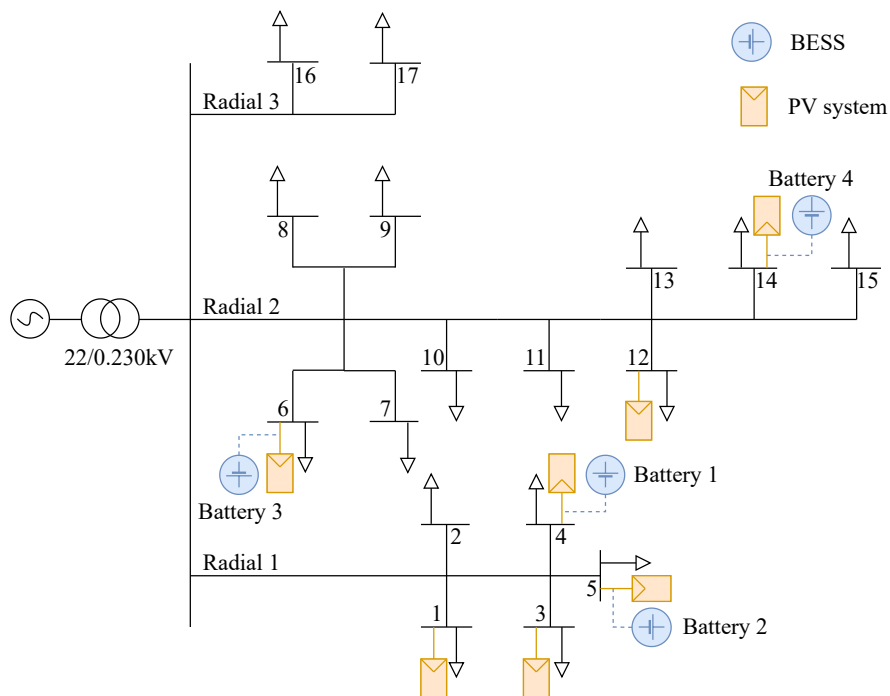 16
17
BESS
Radial 3
PV system
Battery 4
8
9
13
14
15
Radial 2
22/0.230kV
10
11
12
6
7
Battery 3
Battery 1
2
4
Radial 1
5
1
3
Battery 2